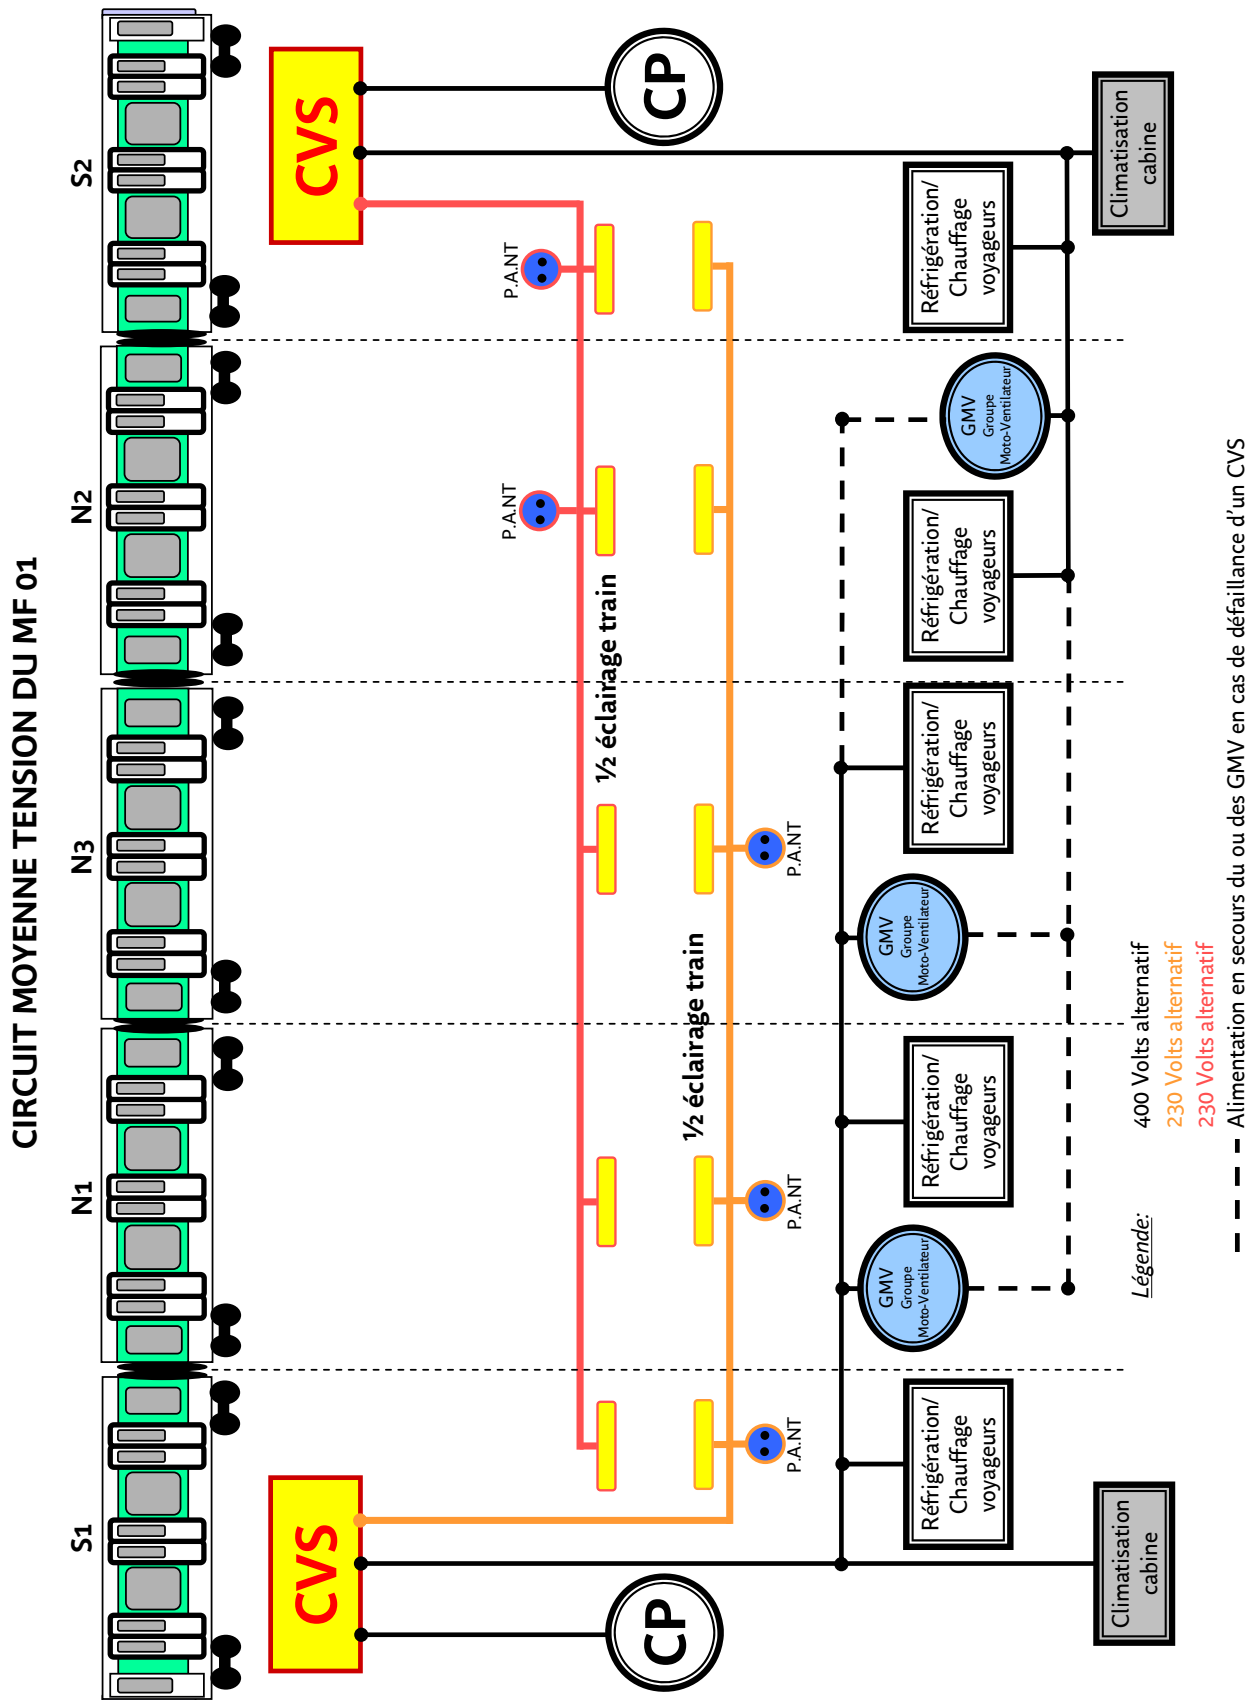 CIRCUIT MOYENNE TENSION DU MF 01
S1
N1
N3
N2
S2
CVS
CVS
CP
CP
P.A.NT
P.A.NT
½ éclairage train
½ éclairage train
P.A.NT
P.A.NT
P.A.NT
GMV
Groupe
Moto-Ventilateur
GMV
Groupe
Moto-Ventilateur
GMV
Groupe
Moto-Ventilateur
Réfrigération/
Chauffage
voyageurs
Réfrigération/
Chauffage
voyageurs
Réfrigération/
Chauffage
voyageurs
Réfrigération/
Chauffage
voyageurs
Réfrigération/
Chauffage
voyageurs
Climatisation
cabine
Climatisation
cabine
Légende:
400 Volts alternatif
230 Volts alternatif
230 Volts alternatif
Alimentation en secours du ou des GMV en cas de défaillance d'un CVS